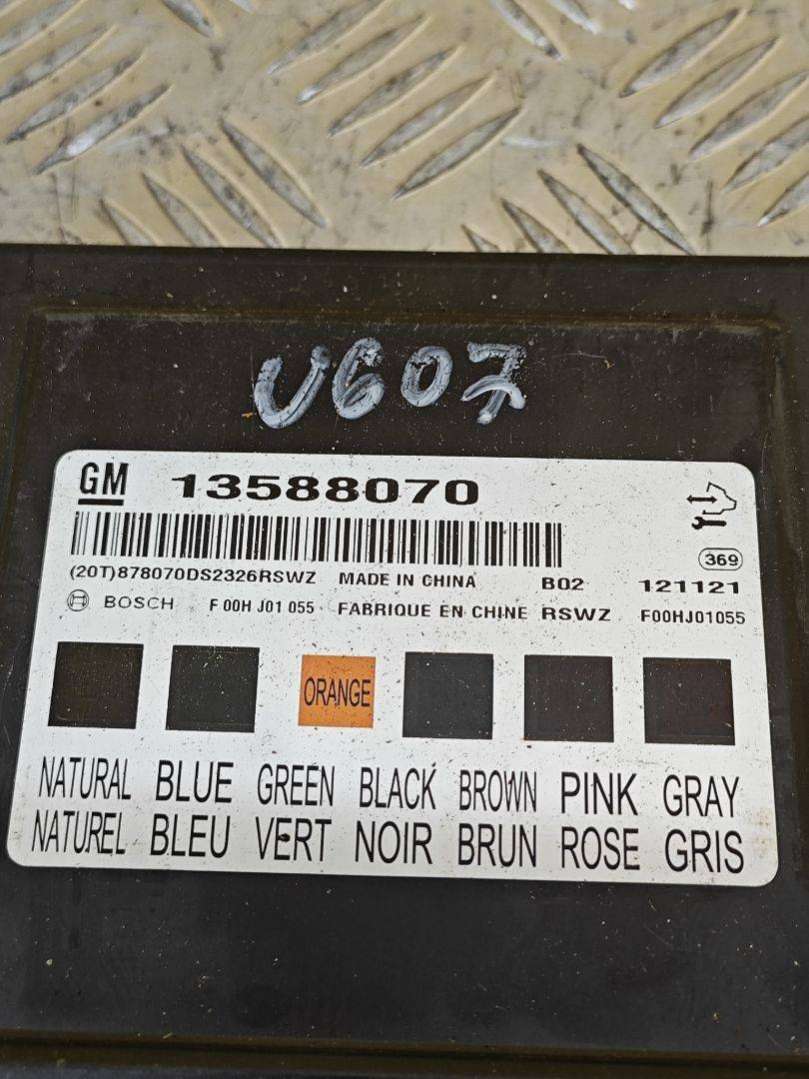 U607
GM 13588070
369
(20T)878070DS2326RSWZ MADE IN CHINA B02 121121
BOSCH F 00H J01 055 FABRIQUE EN CHINE RSWZ F00HJ01055
ORANGE
NATURAL BLUE GREEN BLACK BROWN PINK GRAY
NATUREL BLEU VERT NOIR BRUN ROSE GRIS